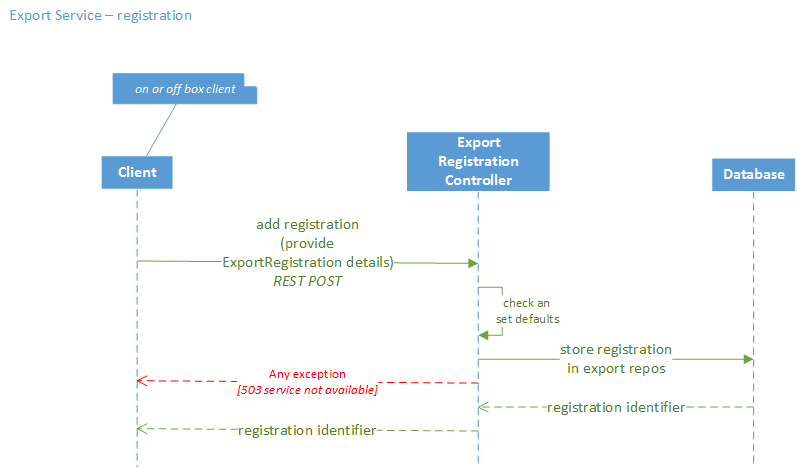 Export Service – registration
on or off box client
Client
Export
Registration
Controller
Database
add registration
(provide
ExportRegistration details)
REST POST
check an
set defaults
store registration
in export repos
Any exception
[503 service not available]
registration identifier
registration identifier